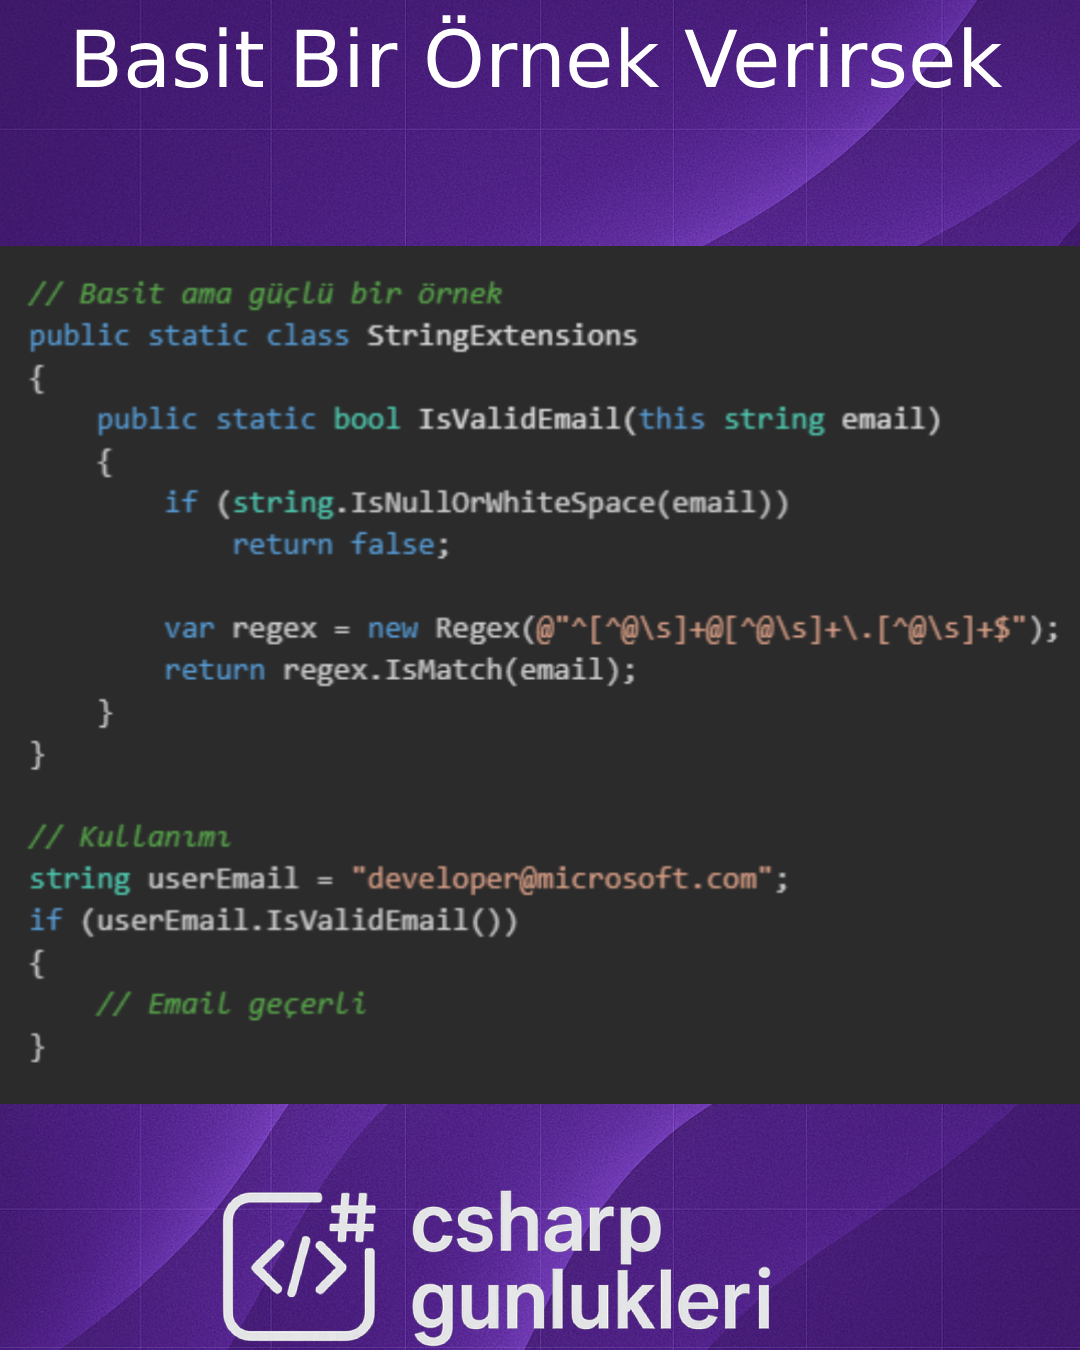 Basit Bir Örnek Verirsek
// Basit ama güçlü bir örnek
public static class StringExtensions
{
    public static bool IsValidEmail(this string email)
    {
        if (string.IsNullOrWhiteSpace(email))
            return false;

        var regex = new Regex(@"^[^@\s]+@[^@\s]+\.[^@\s]+$");
        return regex.IsMatch(email);
    }
}

// Kullanımı
string userEmail = "developer@microsoft.com";
if (userEmail.IsValidEmail())
{
    // Email geçerli
}
</> #
csharp
gunlukleri